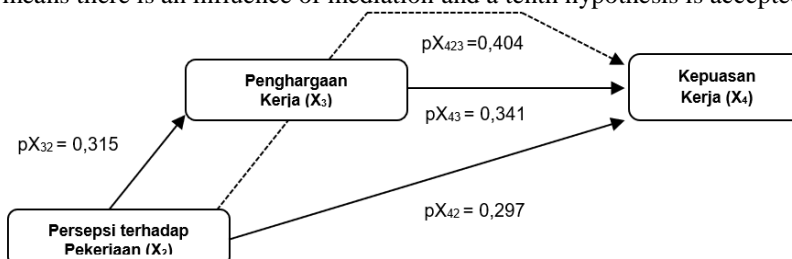 means there is an influence of mediation and a tenth hypothesis is accepted
pX423=0,404
Penghargaan
Kerja (X3)
Kepuasan
Kerja (X4)
pX43 = 0,341
pX32 = 0,315
pX42 = 0,297
Persepsi terhadap
Pekerjaan (X2)